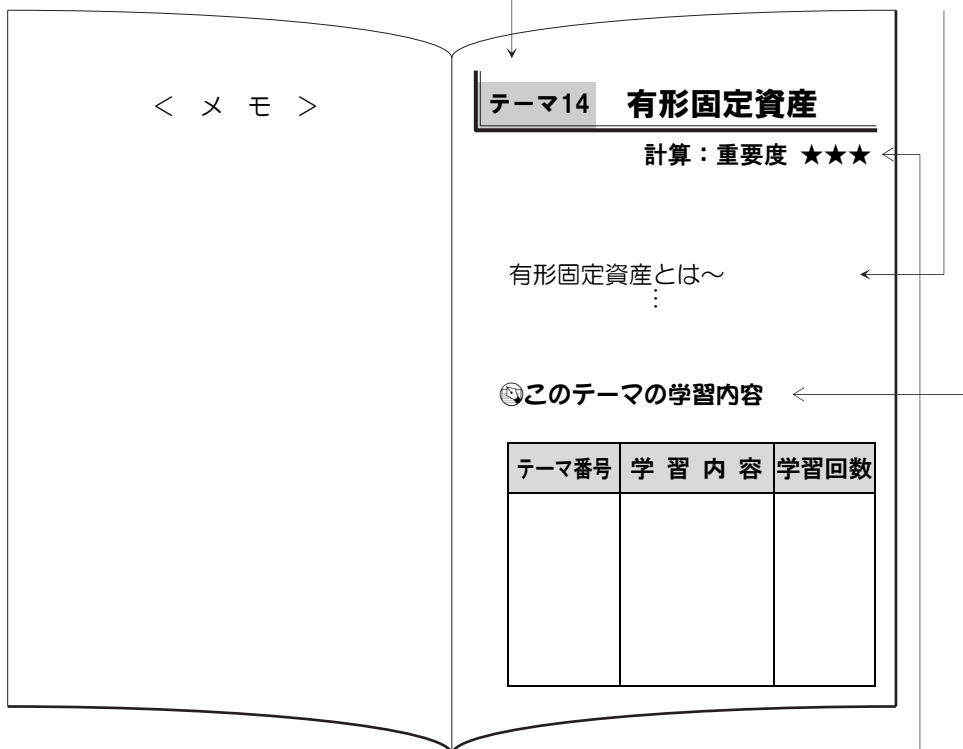 < メ モ >
テーマ14 有形固定資産
計算：重要度 ★★★
有形固定資産とは〜
⋮
このテーマの学習内容
テーマ番号 学 習 内 容 学習回数